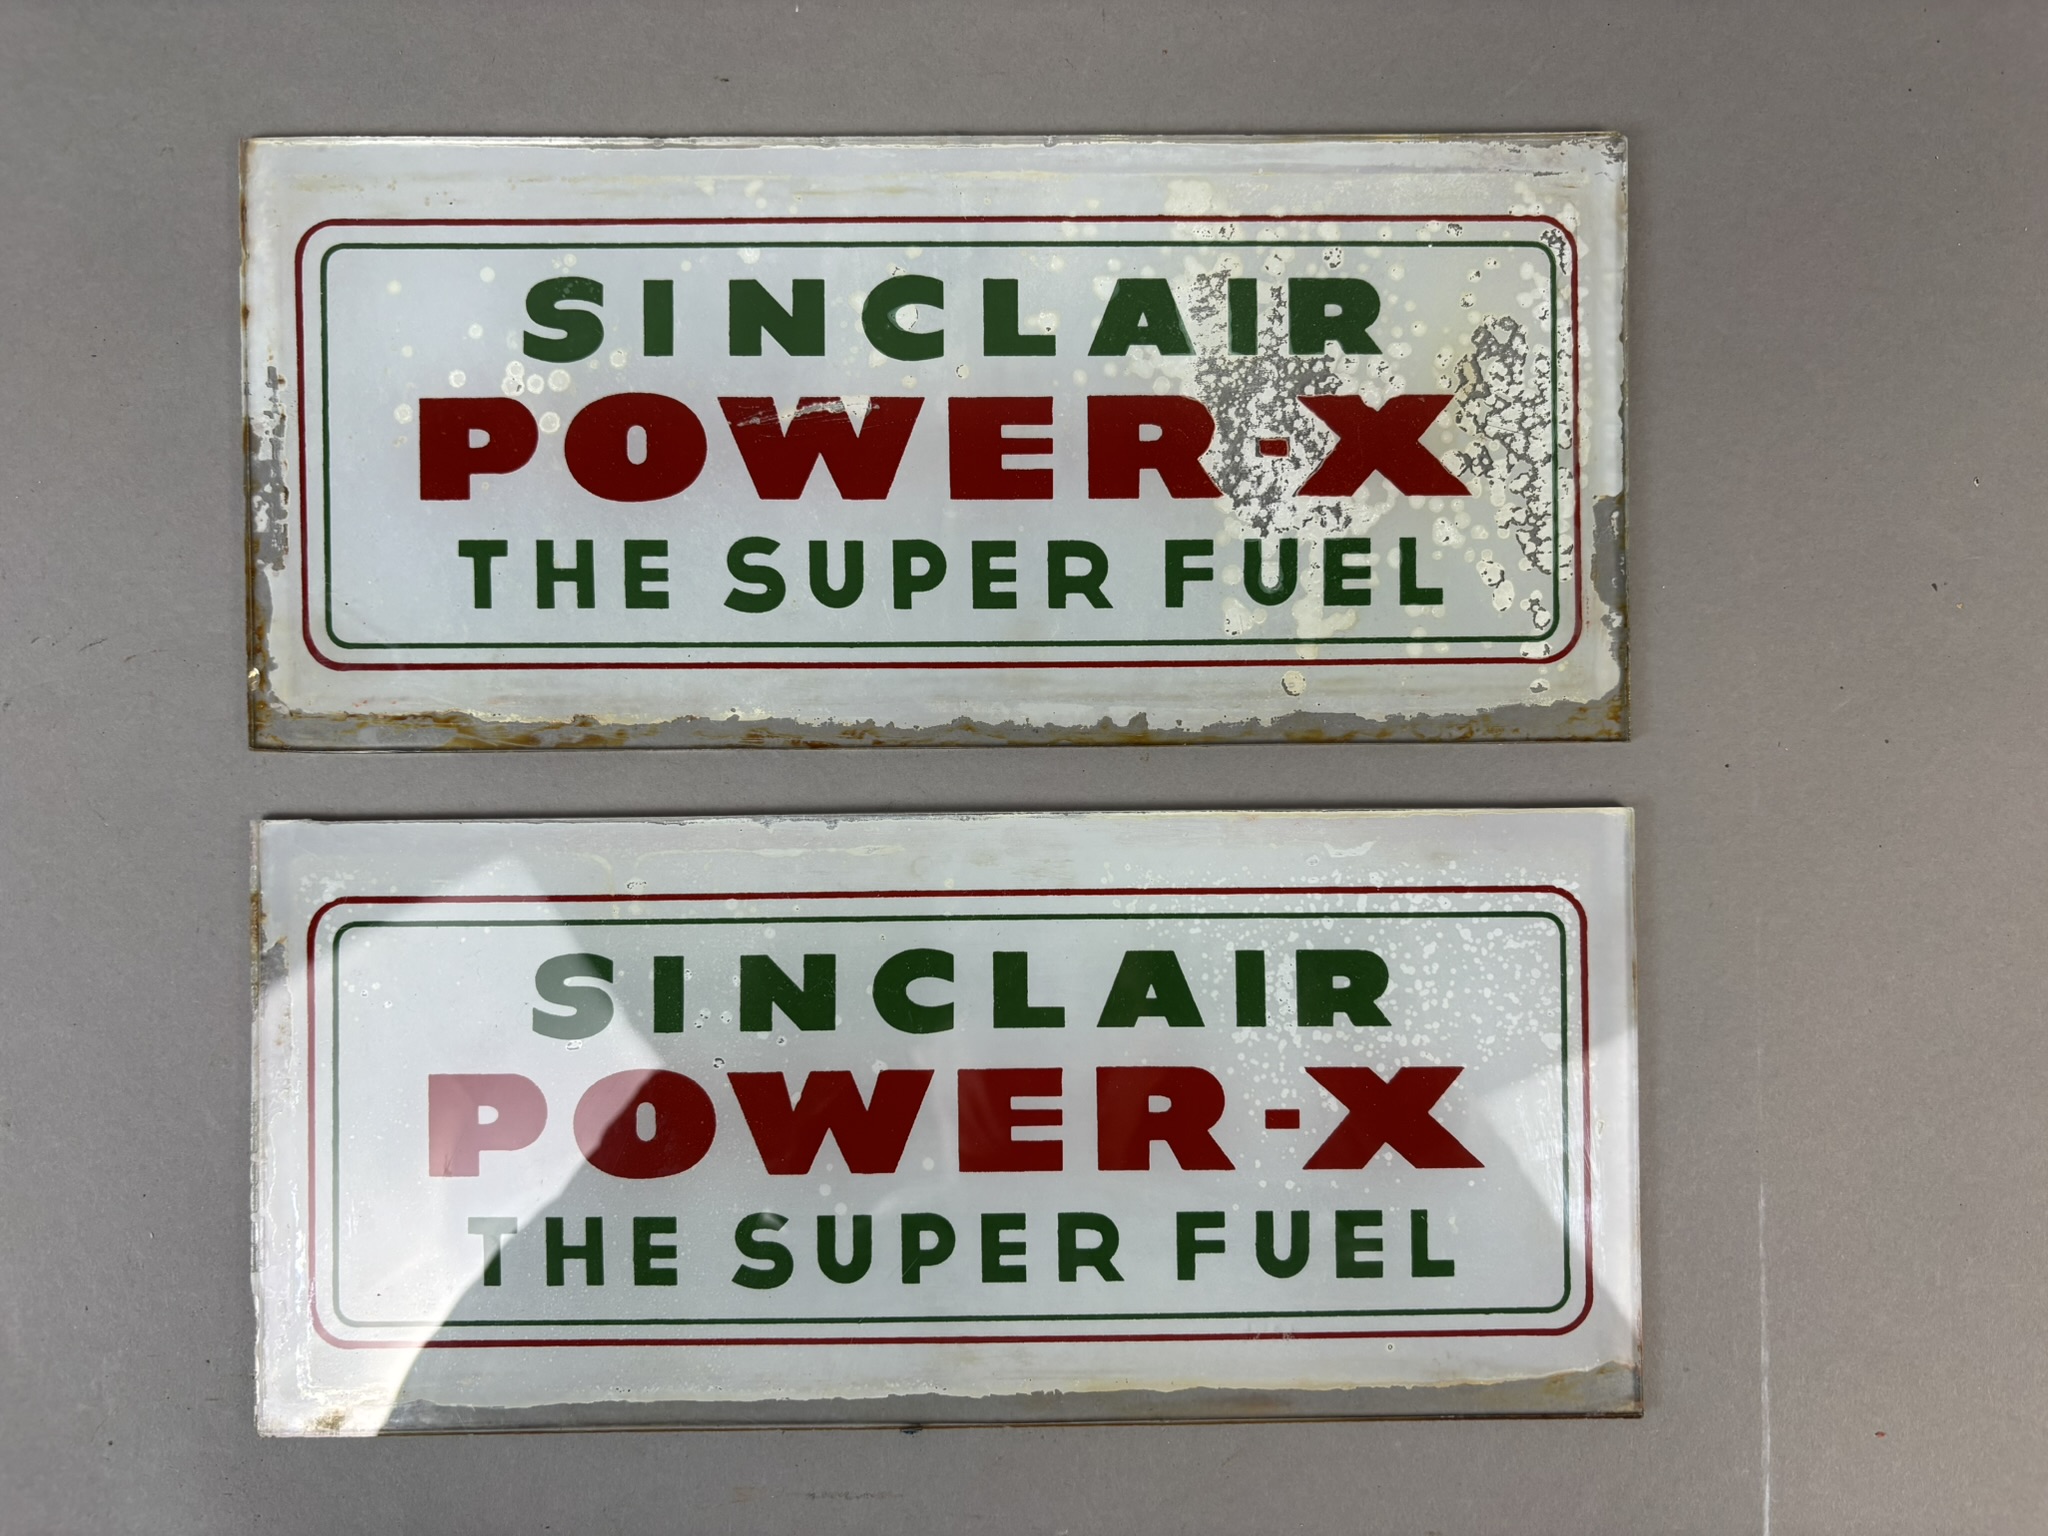 SINCLAIR
POWER-X
THE SUPER FUEL
SINCLAIR
POWER-X
THE SUPER FUEL